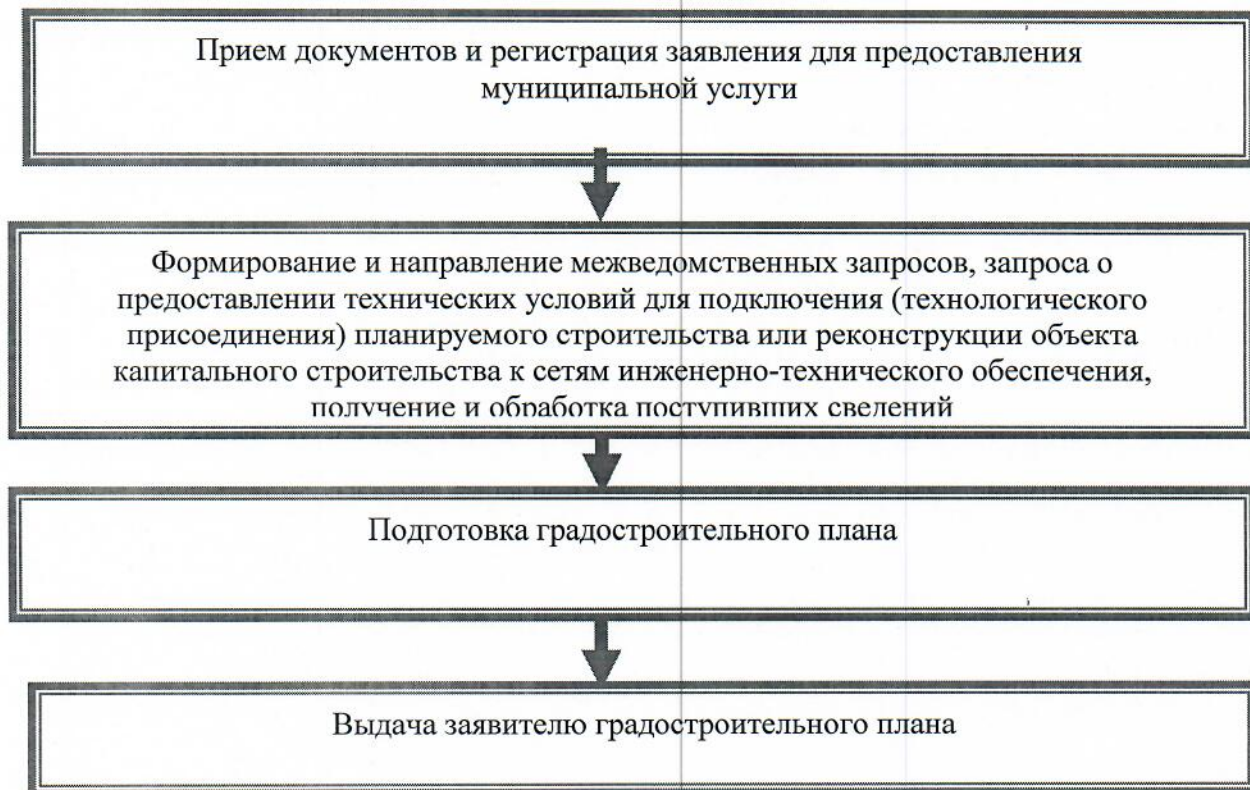 Прием документов и регистрация заявления для предоставления
муниципальной услуги
Формирование и направление межведомственных запросов, запроса о
предоставлении технических условий для подключения (технологического
присоединения) планируемого строительства или реконструкции объекта
капитального строительства к сетям инженерно-технического обеспечения,
получение и обработка поступивших сведений
Подготовка градостроительного плана
Выдача заявителю градостроительного плана